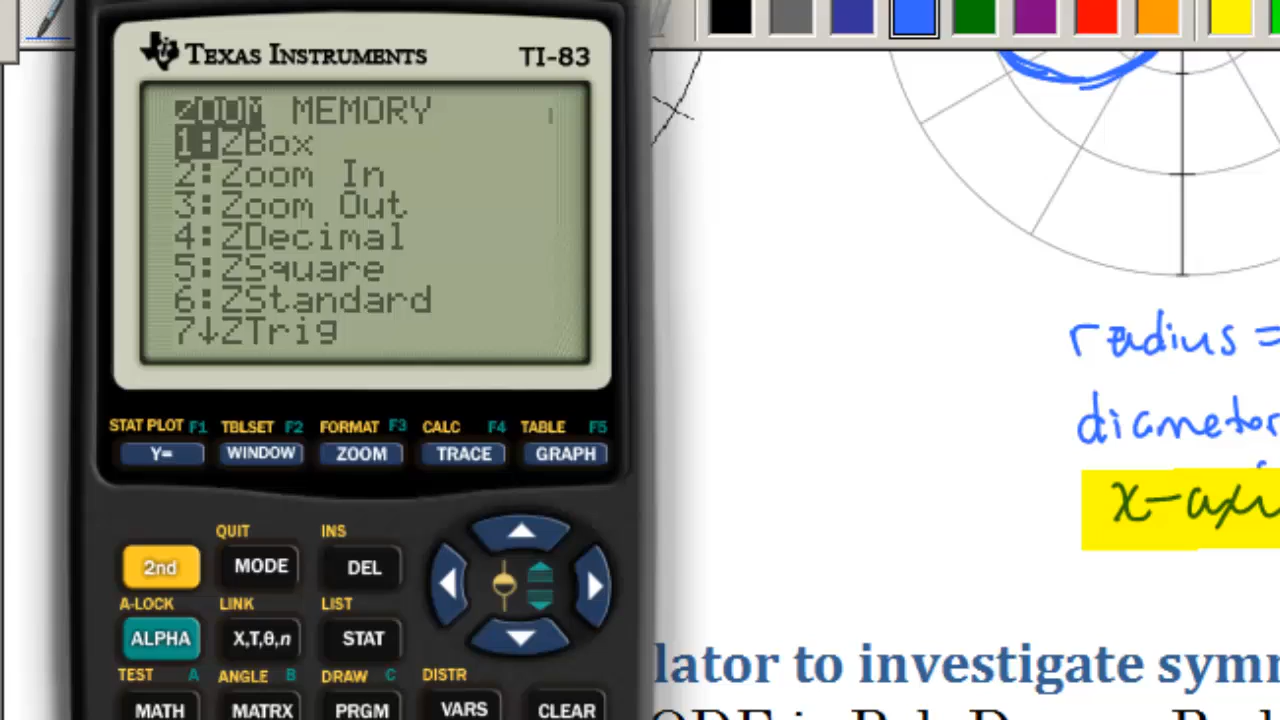 TEXAS INSTRUMENTS TI-83
ZOOM MEMORY
1:ZBox
2:Zoom In
3:Zoom Out
4:ZDecimal
5:ZSquare
6:ZStandard
7↓ZTrig
STAT PLOT F1 TBLSET F2 FORMAT F3 CALC F4 TABLE F5
Y= WINDOW ZOOM TRACE GRAPH
QUIT INS
2nd MODE DEL
A-LOCK LINK LIST
ALPHA X,T,θ,n STAT
TEST A ANGLE B DRAW C DISTR
MATH MATRX PRGM VARS CLEAR
radius =
diameter
x-axi
lator to investigate sym